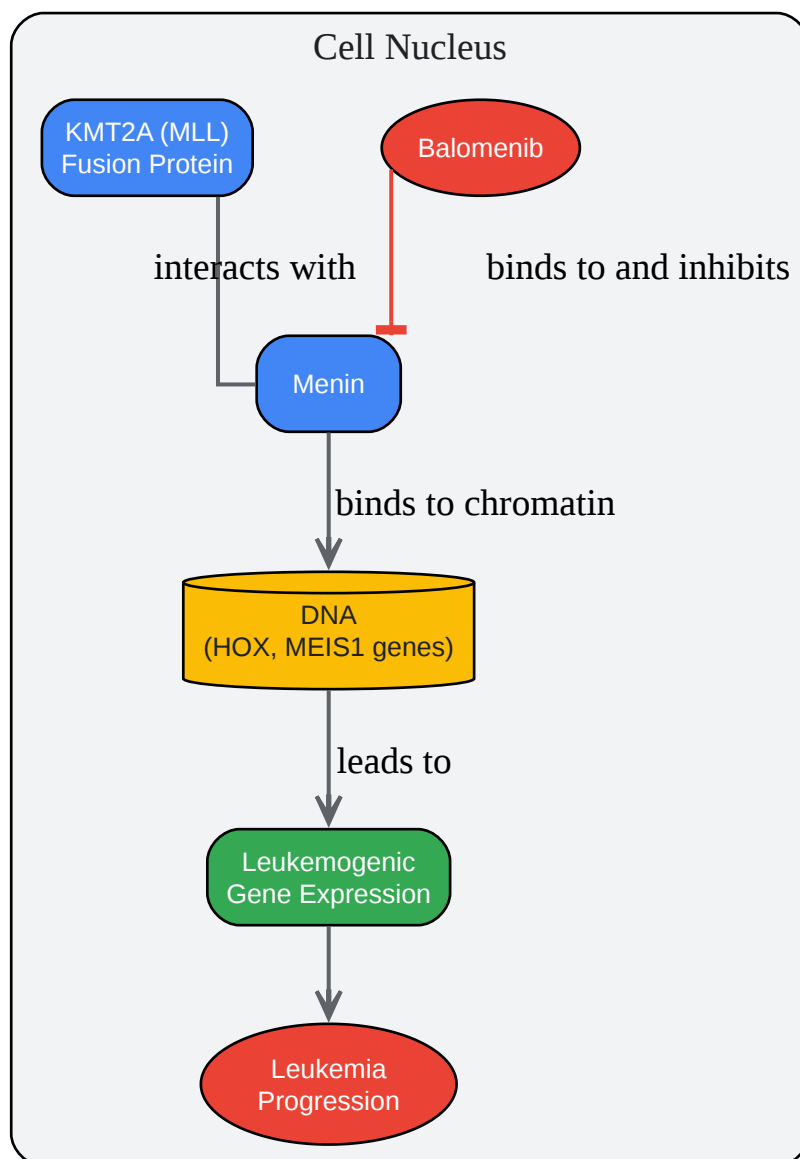 Cell Nucleus
KMT2A (MLL)
Fusion Protein
Balomenib
interacts with
binds to and inhibits
Menin
binds to chromatin
DNA
(HOX, MEIS1 genes)
leads to
Leukemogenic
Gene Expression
Leukemia
Progression